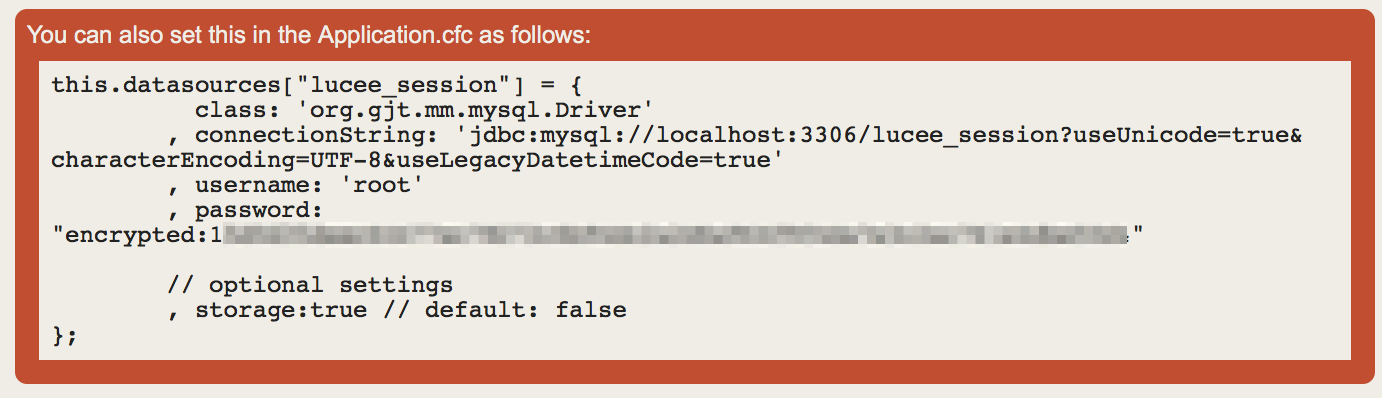 You can also set this in the Application.cfc as follows:
this.datasources["lucee_session"] = {
class: 'org.gjt.mm.mysql.Driver'
, connectionString: 'jdbc:mysql://localhost:3306/lucee_session?useUnicode=true&
characterEncoding=UTF-8&useLegacyDatetimeCode=true'
, username: 'root'
, password:
"encrypted:1"
// optional settings
, storage:true // default: false
};